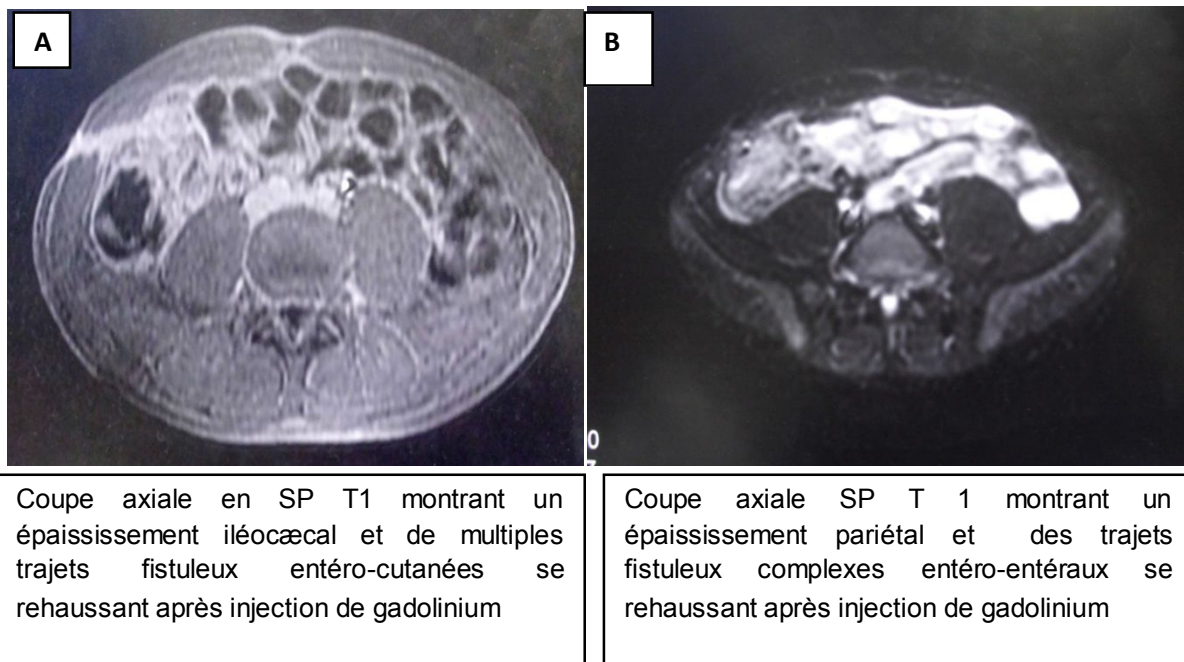 A
B
0
Coupe axiale en SP T1 montrant un
épaississement iléocæcal et de multiples
trajets fistuleux entéro-cutanées se
rehaussant après injection de gadolinium
Coupe axiale SP T 1 montrant un
épaississement pariétal et des trajets
fistuleux complexes entéro-entéraux se
rehaussant après injection de gadolinium